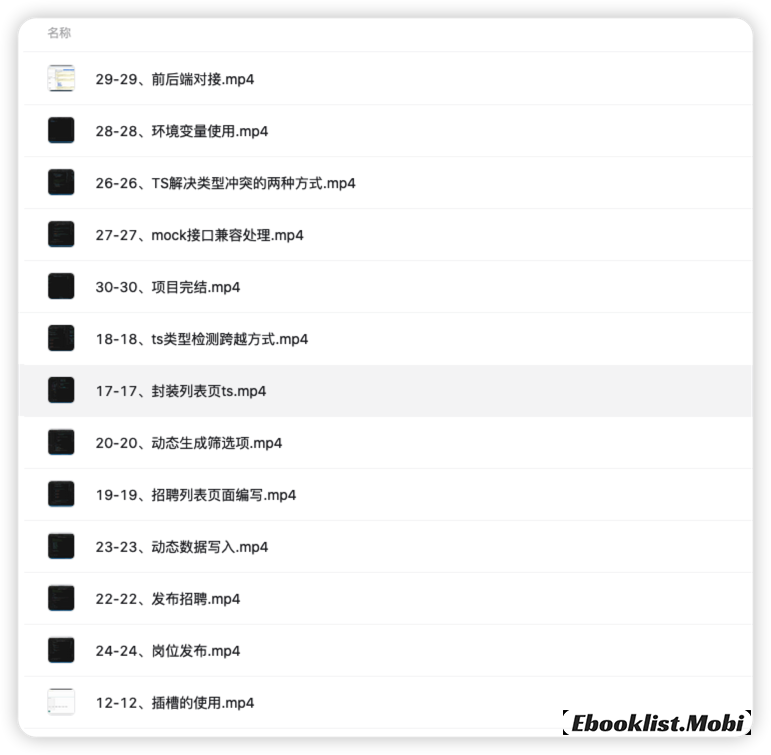 名称
29-29、前后端对接.mp4
28-28、环境变量使用.mp4
26-26、TS解决类型冲突的两种方式.mp4
27-27、mock接口兼容处理.mp4
30-30、项目完结.mp4
18-18、ts类型检测跨越方式.mp4
17-17、封装列表页ts.mp4
20-20、动态生成筛选项.mp4
19-19、招聘列表页面编写.mp4
23-23、动态数据写入.mp4
22-22、发布招聘.mp4
24-24、岗位发布.mp4
12-12、插槽的使用.mp4
Ebooklist.Mobi